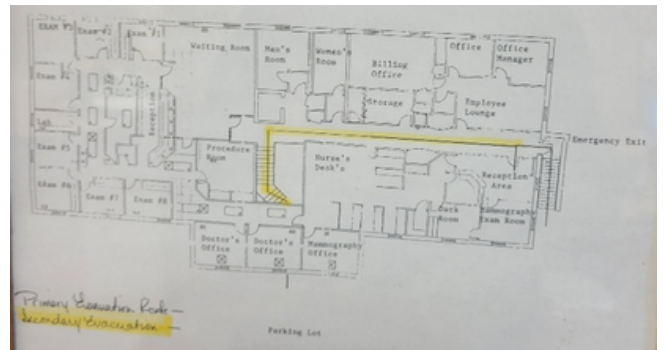 EXAM #3
Exam #2
Exam #1
Waiting Room
Men's
Room
Women's
Room
Billing
Office
Office
Office
Manager
Exam #4
Reception
Storage
Employee
Lounge
Lab
Exam #5
Procedure
Room
Nurse's
Desk's
Emergency Exit
Reception
Area
Exam #6
Exam #7
Exam #8
Dark
Room
Mammography
Exam Room
Doctor's
Office
Doctor's
Office
Mammography
Office
Primary Evacuation Route —
Secondary Evacuation —
Parking Lot